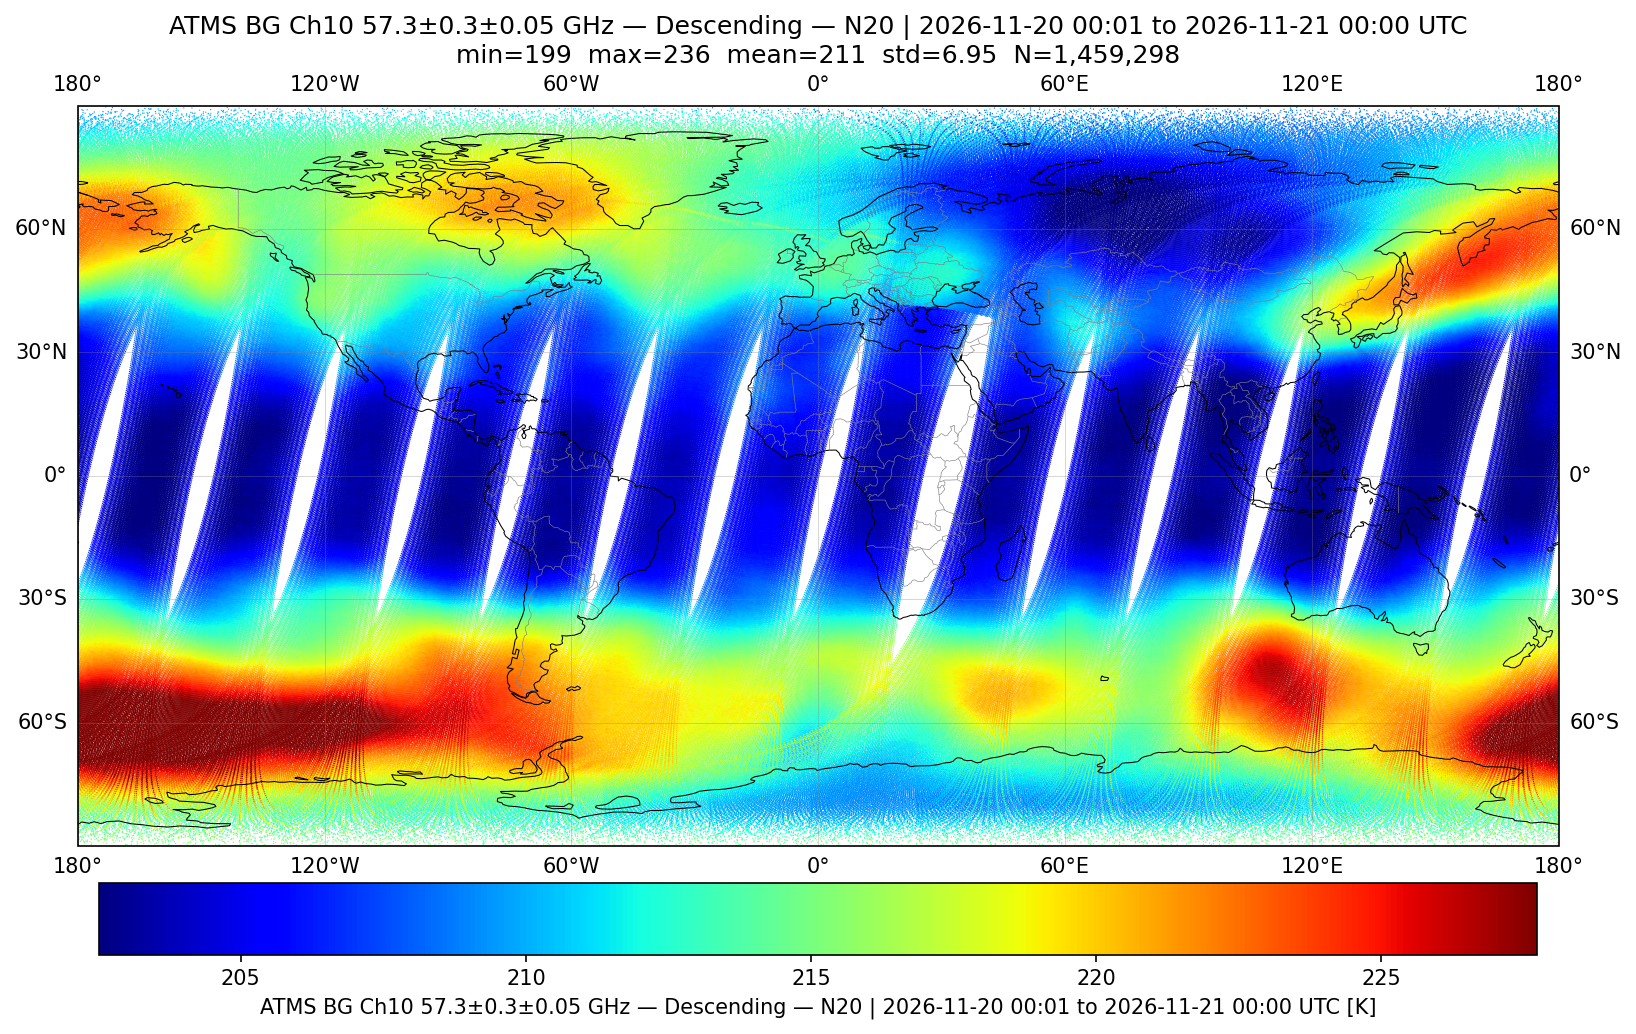 ATMS BG Ch10 57.3±0.3±0.05 GHz — Descending — N20 | 2026-11-20 00:01 to 2026-11-21 00:00 UTC
min=199 max=236 mean=211 std=6.95 N=1,459,298
180° 120°W 60°W 0° 60°E 120°E 180°
60°N 60°N
30°N 30°N
0° 0°
30°S 30°S
60°S 60°S
180° 120°W 60°W 0° 60°E 120°E 180°
205 210 215 220 225
ATMS BG Ch10 57.3±0.3±0.05 GHz — Descending — N20 | 2026-11-20 00:01 to 2026-11-21 00:00 UTC [K]